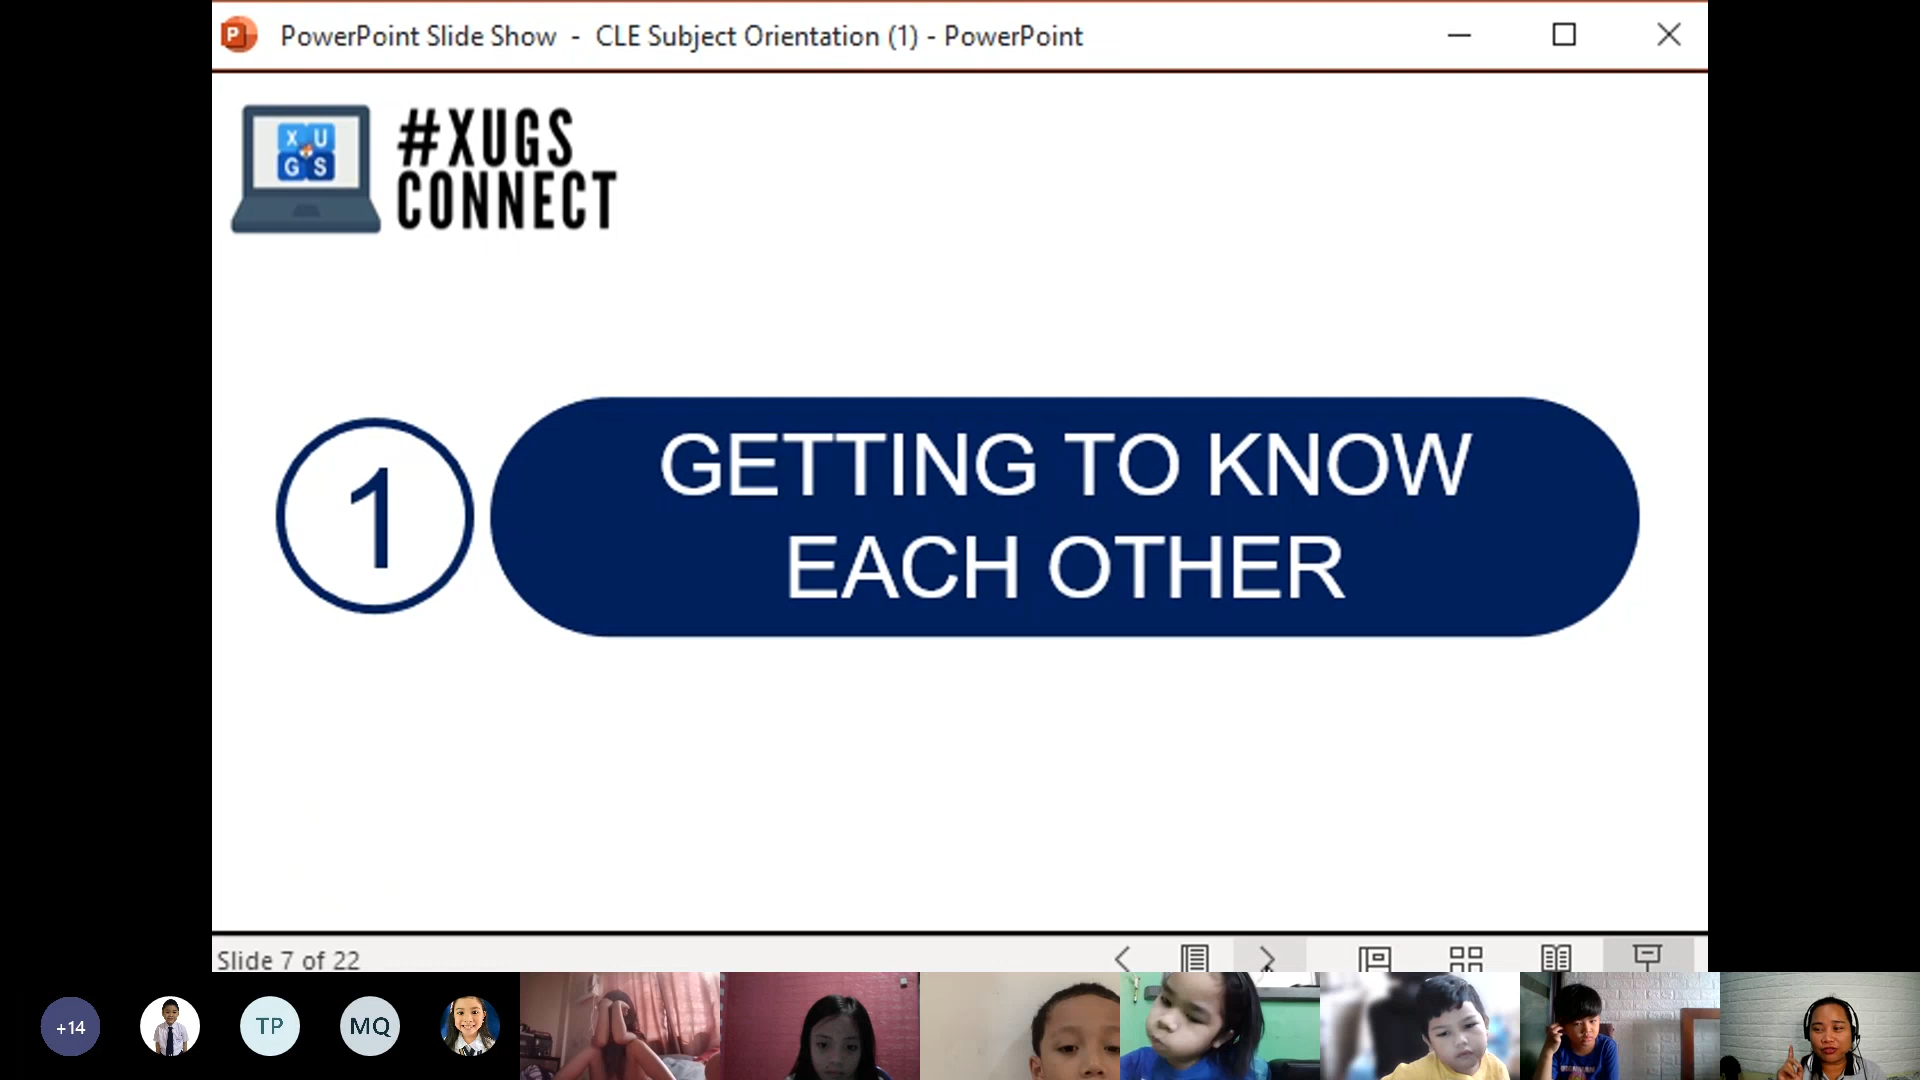 PowerPoint Slide Show - CLE Subject Orientation (1) - PowerPoint
X U
G S
#XUGS
CONNECT
1
GETTING TO KNOW
EACH OTHER
Slide 7 of 22
+14
TP
MQ